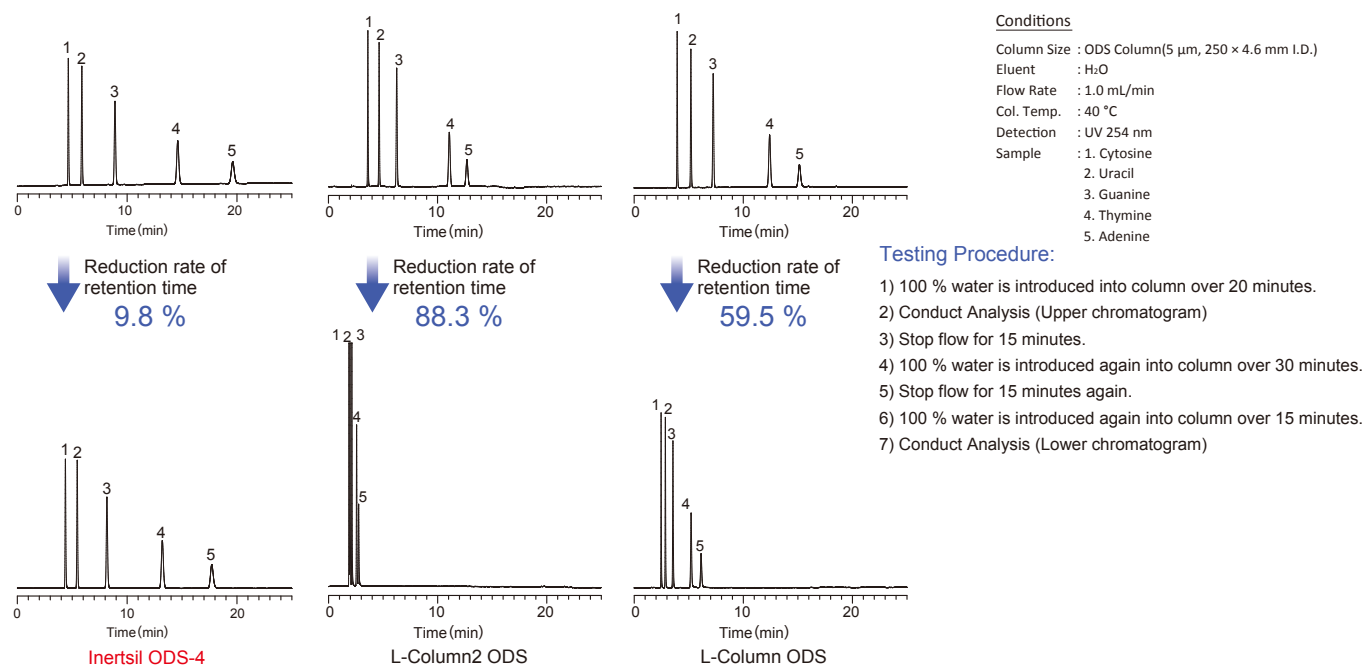 1
2
3
4
5
0
10
20
Time (min)
1
2
3
4
5
0
10
20
Time (min)
1
2
3
4
5
0
10
20
Time (min)
Conditions
Column Size : ODS Column(5 μm, 250 × 4.6 mm I.D.)
Eluent : H₂O
Flow Rate : 1.0 mL/min
Col. Temp. : 40 °C
Detection : UV 254 nm
Sample : 1. Cytosine
2. Uracil
3. Guanine
4. Thymine
5. Adenine
Reduction rate of
retention time
9.8 %
Reduction rate of
retention time
88.3 %
Reduction rate of
retention time
59.5 %
Testing Procedure:
1) 100 % water is introduced into column over 20 minutes.
2) Conduct Analysis (Upper chromatogram)
3) Stop flow for 15 minutes.
4) 100 % water is introduced again into column over 30 minutes.
5) Stop flow for 15 minutes again.
6) 100 % water is introduced again into column over 15 minutes.
7) Conduct Analysis (Lower chromatogram)
1
2
3
4
5
0
10
20
Time (min)
Inertsil ODS-4
1
2
3
4
5
0
10
20
Time (min)
L-Column2 ODS
1
2
3
4
5
0
10
20
Time (min)
L-Column ODS